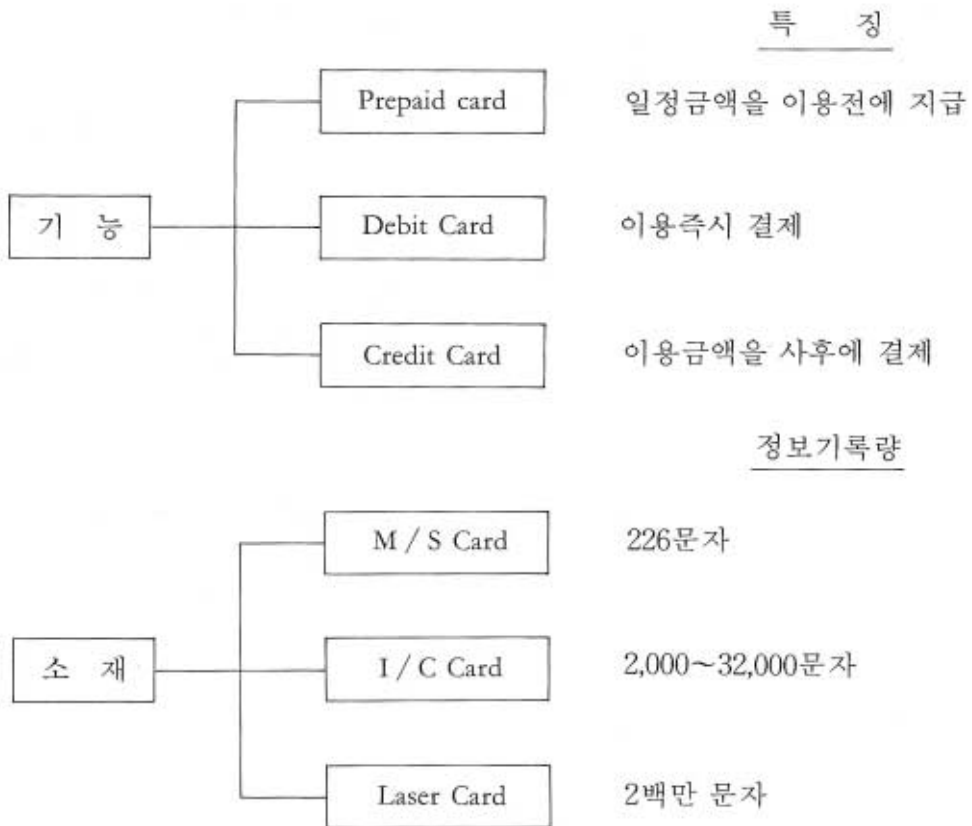 특 징
Prepaid card 일정금액을 이용전에 지급
기 능 Debit Card 이용즉시 결제
Credit Card 이용금액을 사후에 결제
정보기록량
M / S Card 226문자
소 재 I / C Card 2,000~32,000문자
Laser Card 2백만 문자